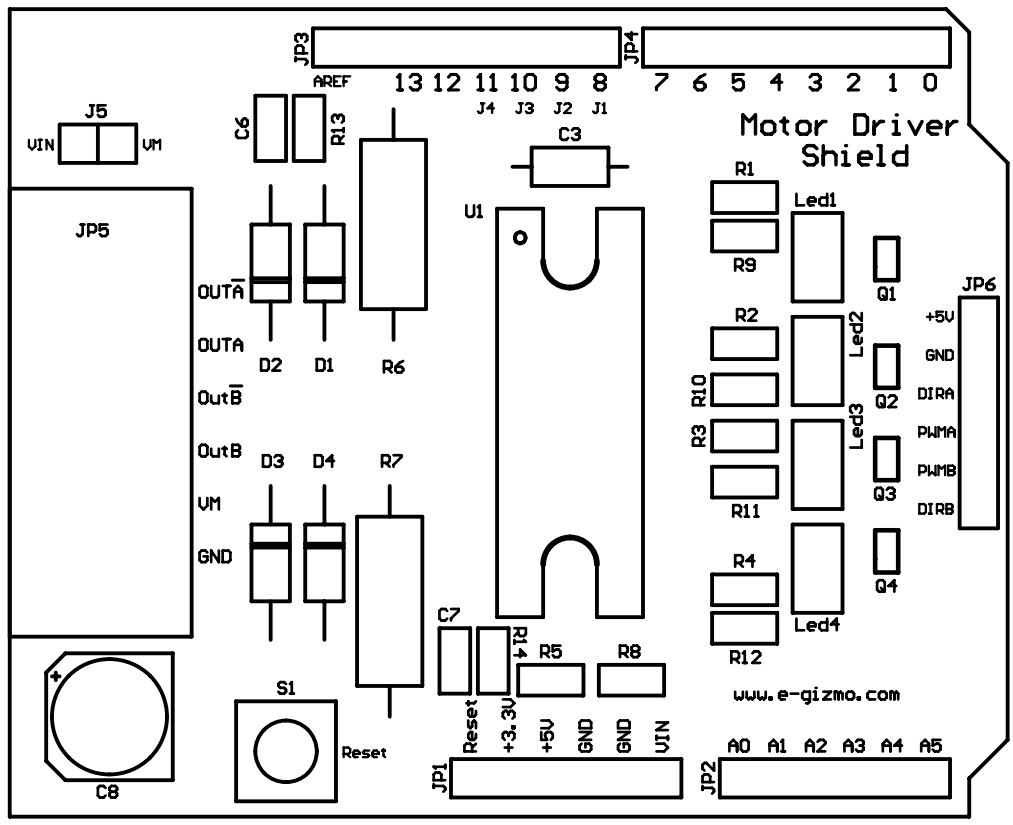 JP3
JP4
AREF 13 12 11 10 9 8 7 6 5 4 3 2 1 0
J4 J3 J2 J1
J5
VIN VM
C6
R13
C3
Motor Driver
Shield
JP5
U1
R1
Led1
R9
Q1
JP6
OUTA̅
OUTA
OutB̅
OutB
VM
GND
D2 D1 R6
R2
Led2
R10
Q2
+5V
GND
DIRA
PWMA
PWMB
DIRB
D3 D4 R7
R3
Led3
R11
Q3
R4
Q4
Led4
R12
C7
R14
R5 R8
www.e-gizmo.com
C8
S1
Reset
JP1
Reset +3.3V +5V GND GND VIN
JP2
A0 A1 A2 A3 A4 A5
+